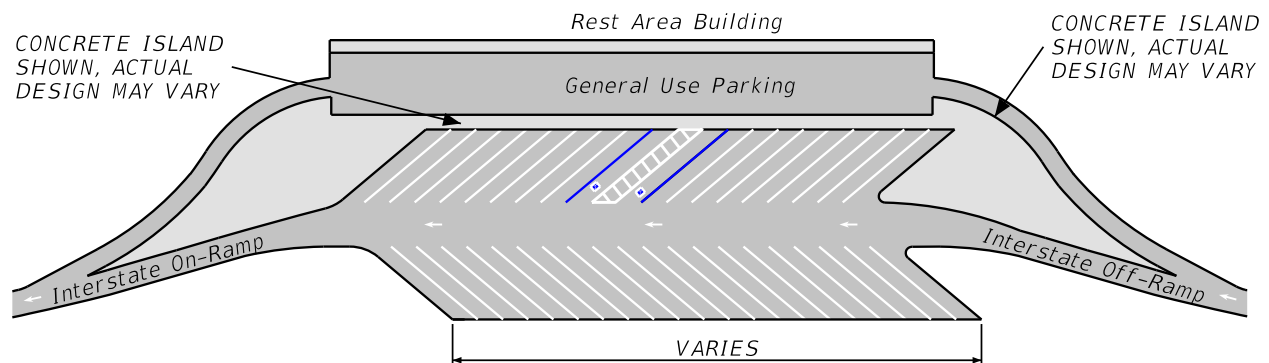 Rest Area Building
CONCRETE ISLAND
SHOWN, ACTUAL
DESIGN MAY VARY
CONCRETE ISLAND
SHOWN, ACTUAL
DESIGN MAY VARY
General Use Parking
Interstate On-Ramp
Interstate Off-Ramp
VARIES